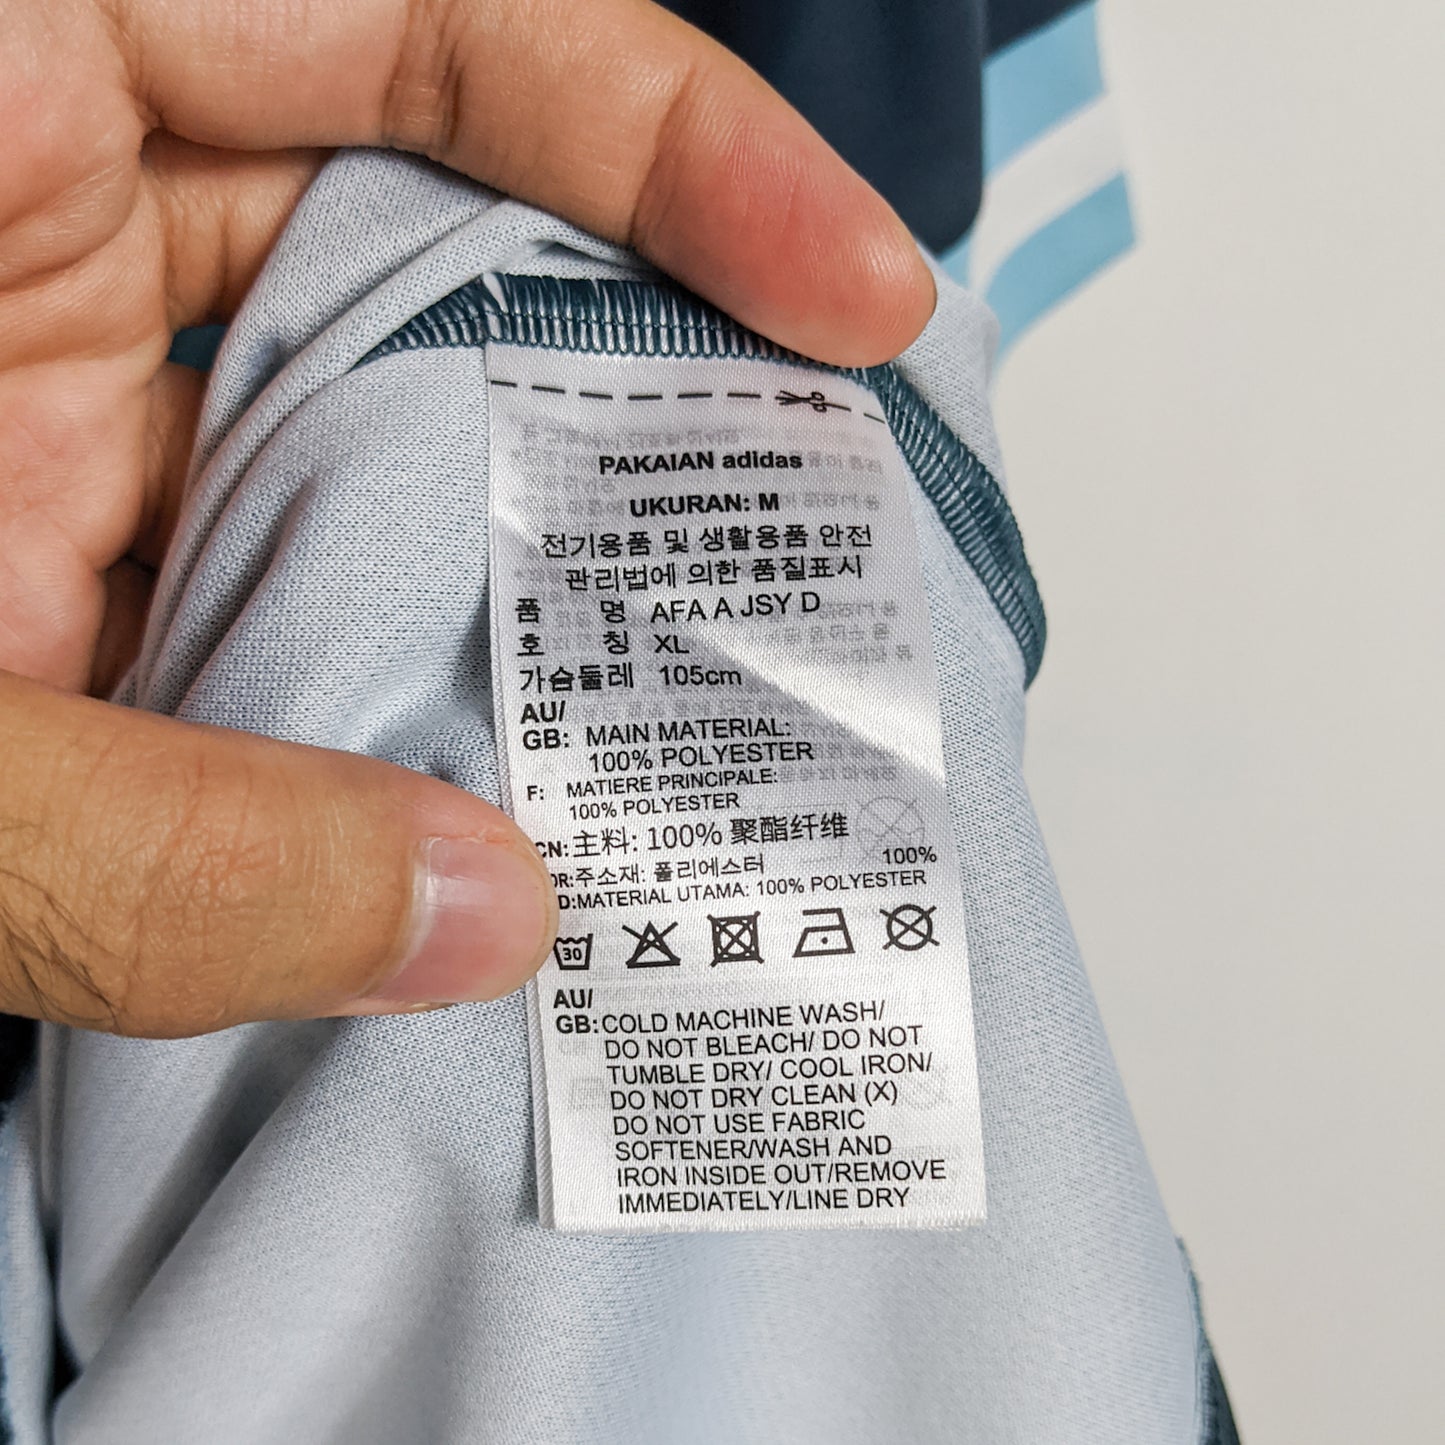 PAKAIAN adidas
UKURAN: M
전기용품 및 생활용품 안전
관리법에 의한 품질표시
품 명 AFA A JSY D
호 칭 XL
가슴둘레 105cm
AU/
GB: MAIN MATERIAL:
100% POLYESTER
F: MATIERE PRINCIPALE:
100% POLYESTER
CN:主料: 100% 聚酯纤维
OR:주소재: 폴리에스터 100%
D:MATERIAL UTAMA: 100% POLYESTER
30
AU/
GB:COLD MACHINE WASH/
DO NOT BLEACH/ DO NOT
TUMBLE DRY/ COOL IRON/
DO NOT DRY CLEAN (X)
DO NOT USE FABRIC
SOFTENER/WASH AND
IRON INSIDE OUT/REMOVE
IMMEDIATELY/LINE DRY